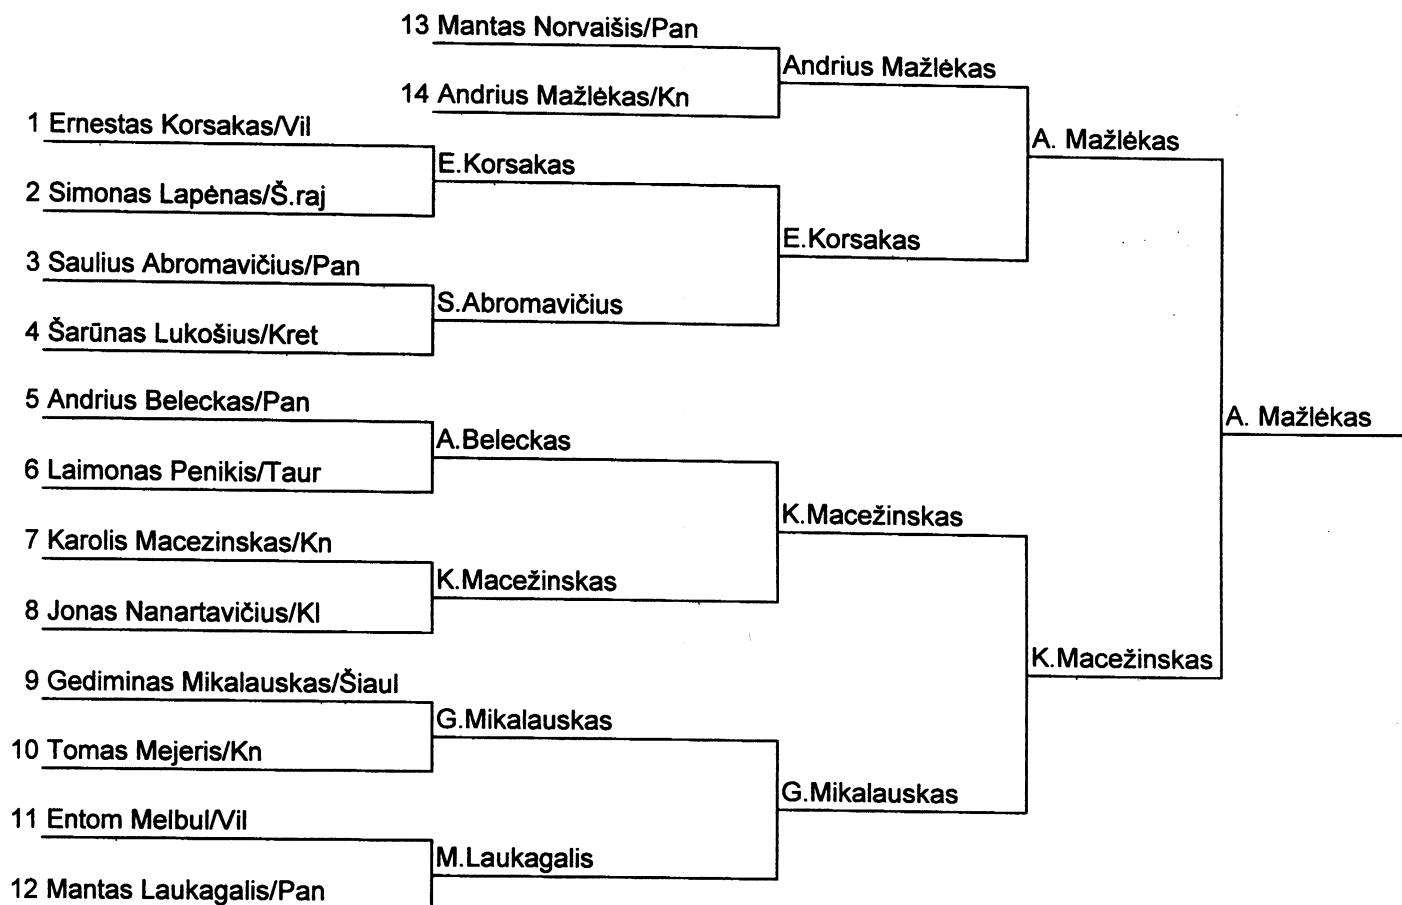 13 Mantas Norvaišis/Pan
Andrius Mažlėkas
14 Andrius Mažlėkas/Kn
1 Ernestas Korsakas/Vil
A. Mažlėkas
E.Korsakas
2 Simonas Lapėnas/Š.raj
E.Korsakas
3 Saulius Abromavičius/Pan
S.Abromavičius
4 Šarūnas Lukošius/Kret
5 Andrius Beleckas/Pan
A. Mažlėkas
A.Beleckas
6 Laimonas Penikis/Taur
K.Macežinskas
7 Karolis Macezinskas/Kn
K.Macežinskas
8 Jonas Nanartavičius/Kl
K.Macežinskas
9 Gediminas Mikalauskas/Šiaul
G.Mikalauskas
10 Tomas Mejeris/Kn
G.Mikalauskas
11 Entom Melbul/Vil
M.Laukagalis
12 Mantas Laukagalis/Pan